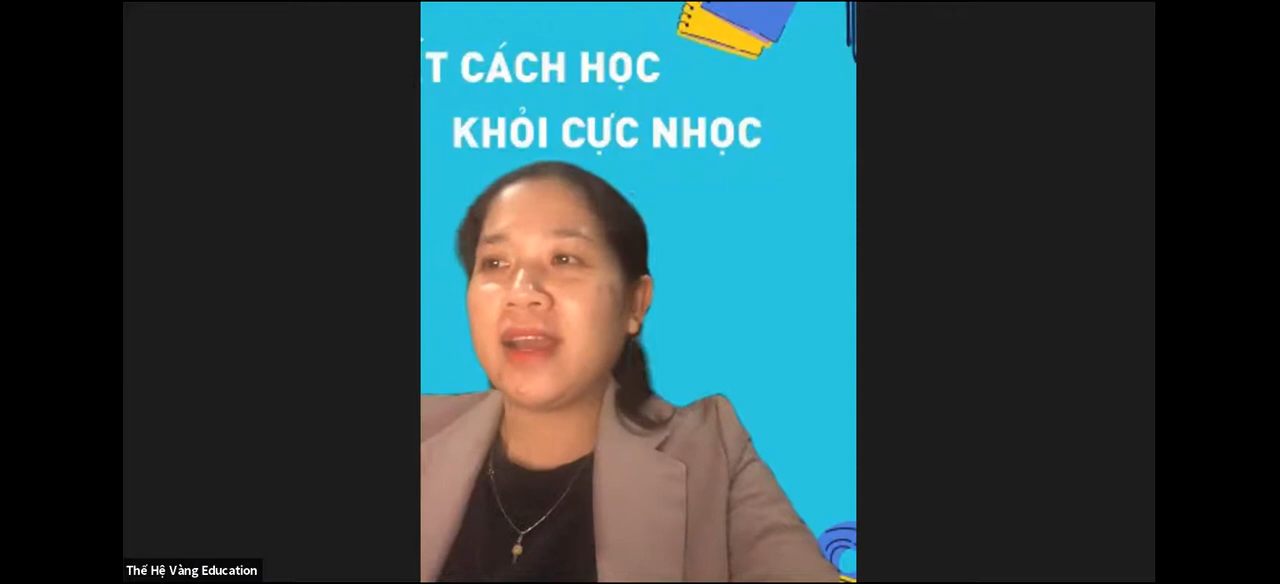 T CÁCH HỌC
KHỎI CỰC NHỌC
Thế Hệ Vàng Education